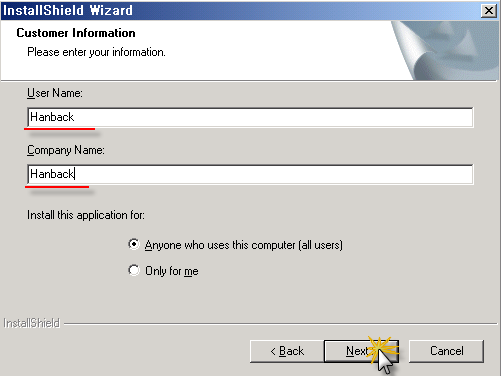 InstallShield Wizard
Customer Information
Please enter your information.
User Name:
Hanback
Company Name:
Hanback
Install this application for:
Anyone who uses this computer (all users)
Only for me
InstallShield
< Back
Next
Cancel